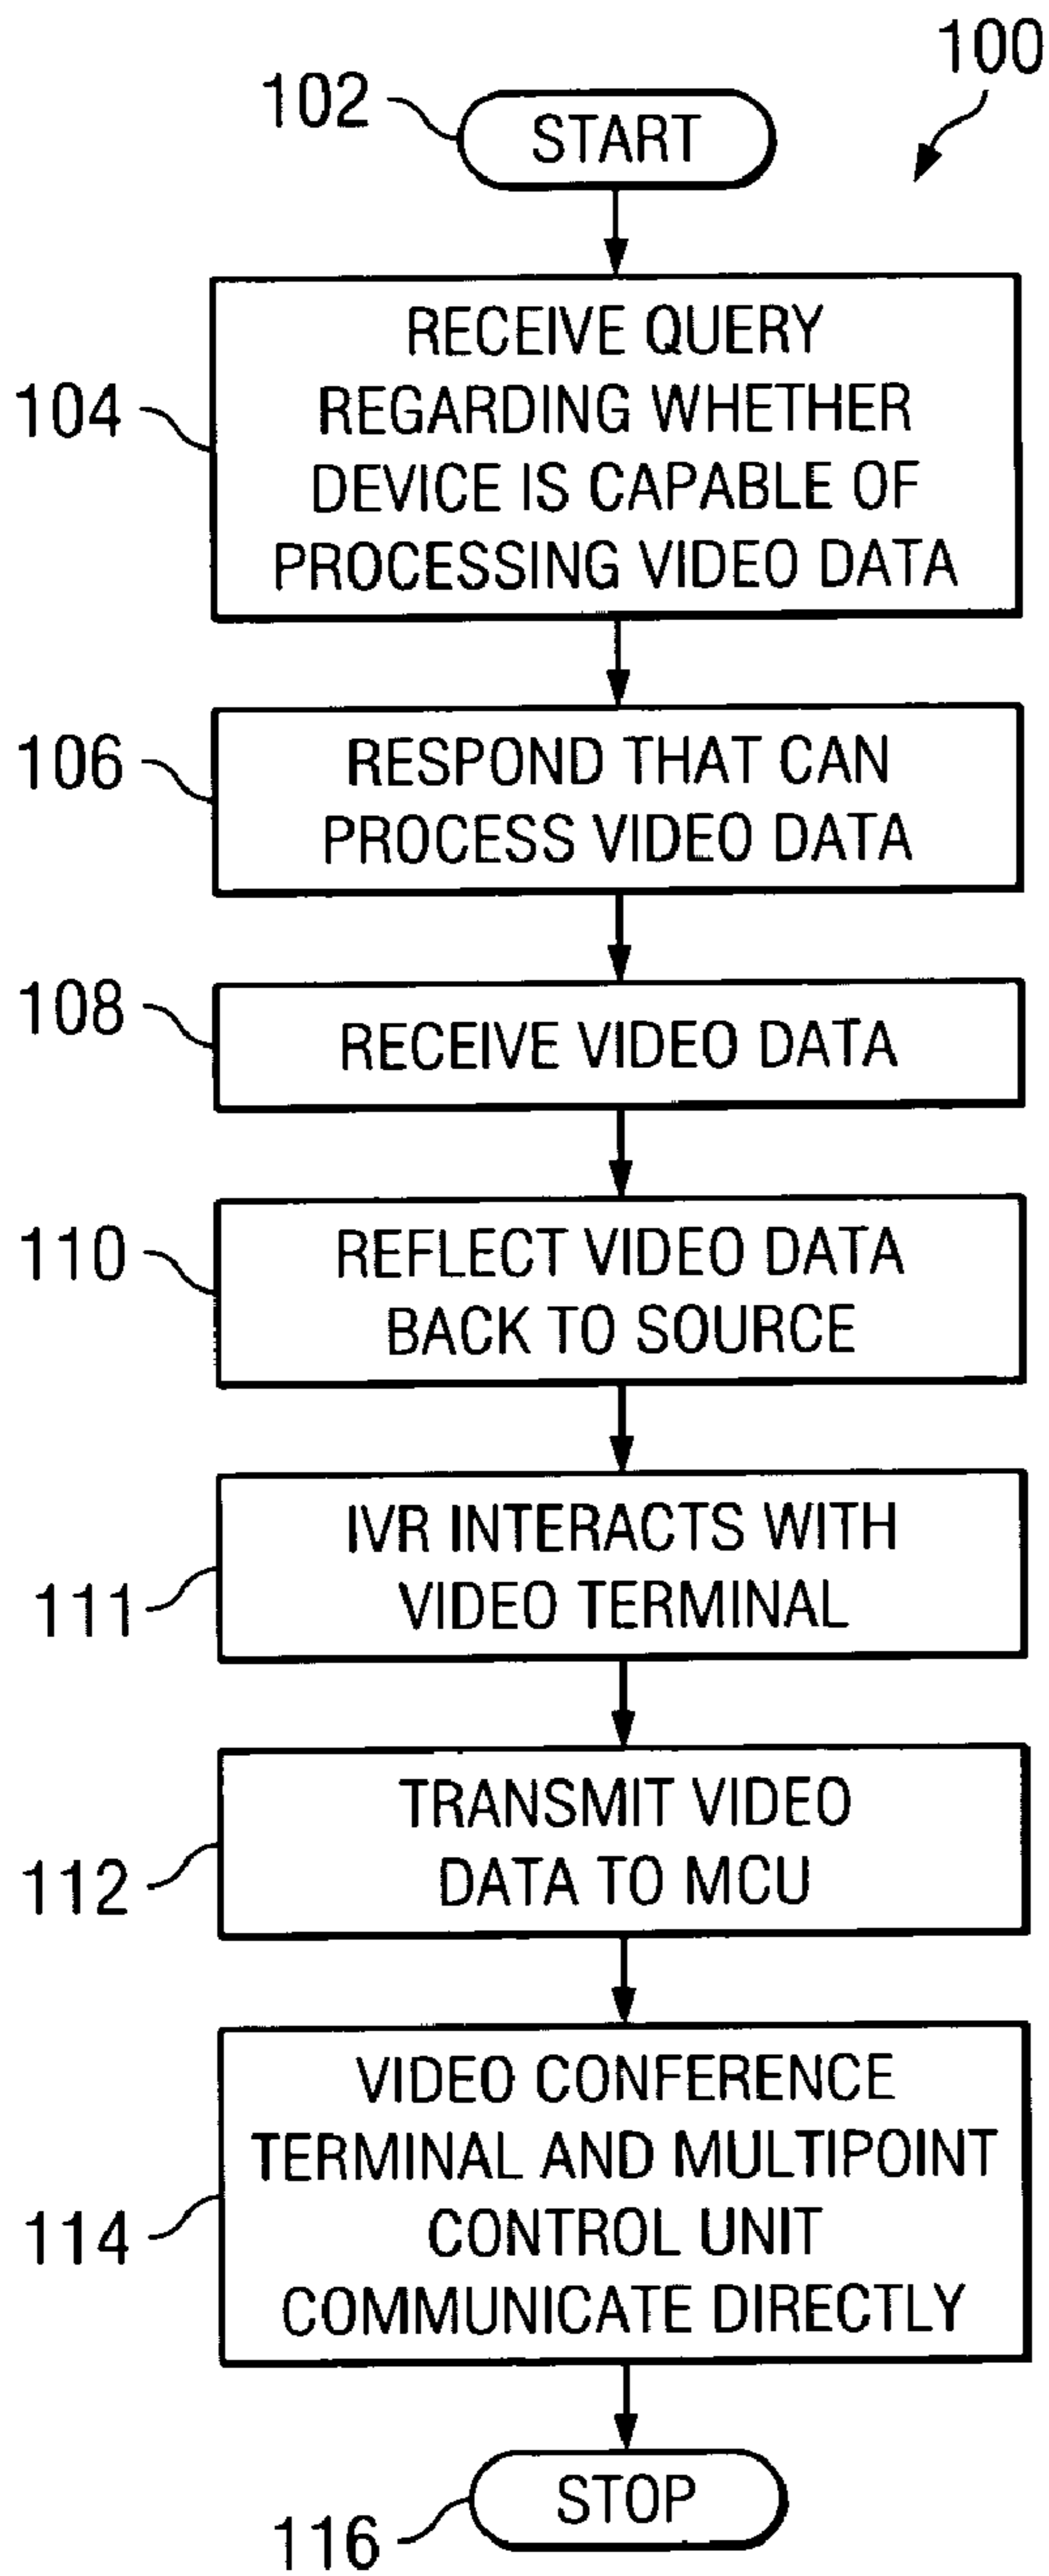 100
102
START
104
RECEIVE QUERY
REGARDING WHETHER
DEVICE IS CAPABLE OF
PROCESSING VIDEO DATA
106
RESPOND THAT CAN
PROCESS VIDEO DATA
108
RECEIVE VIDEO DATA
110
REFLECT VIDEO DATA
BACK TO SOURCE
111
IVR INTERACTS WITH
VIDEO TERMINAL
112
TRANSMIT VIDEO
DATA TO MCU
114
VIDEO CONFERENCE
TERMINAL AND MULTIPOINT
CONTROL UNIT
COMMUNICATE DIRECTLY
116
STOP